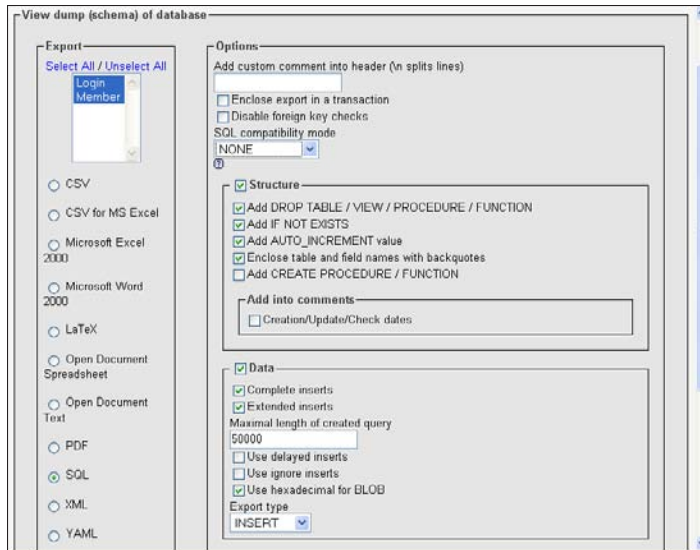 View dump (schema) of database
Export
Select All / Unselect All
Login
Member
CSV
CSV for MS Excel
Microsoft Excel
2000
Microsoft Word
2000
LaTeX
Open Document
Spreadsheet
Open Document
Text
PDF
SQL
XML
YAML
Options
Add custom comment into header (\n splits lines)
Enclose export in a transaction
Disable foreign key checks
SQL compatibility mode
NONE
Structure
Add DROP TABLE / VIEW / PROCEDURE / FUNCTION
Add IF NOT EXISTS
Add AUTO_INCREMENT value
Enclose table and field names with backquotes
Add CREATE PROCEDURE / FUNCTION
Add into comments
Creation/Update/Check dates
Data
Complete inserts
Extended inserts
Maximal length of created query
50000
Use delayed inserts
Use ignore inserts
Use hexadecimal for BLOB
Export type
INSERT